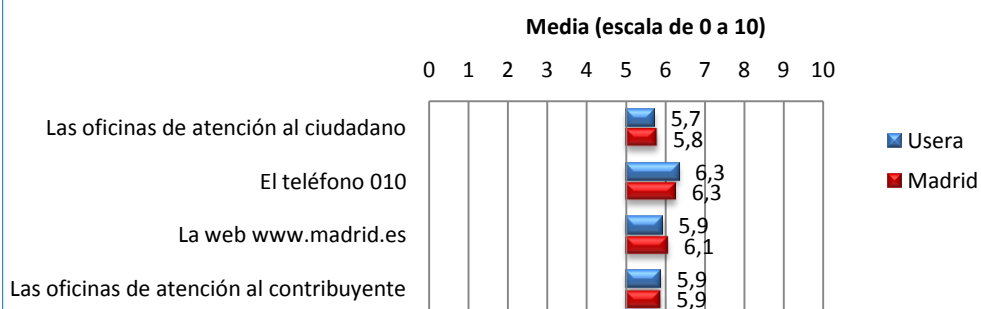 Media (escala de 0 a 10)
0 1 2 3 4 5 6 7 8 9 10
Las oficinas de atención al ciudadano
5,7
5,8
El teléfono 010
6,3
6,3
La web www.madrid.es
5,9
6,1
Las oficinas de atención al contribuyente
5,9
5,9
Usera
Madrid